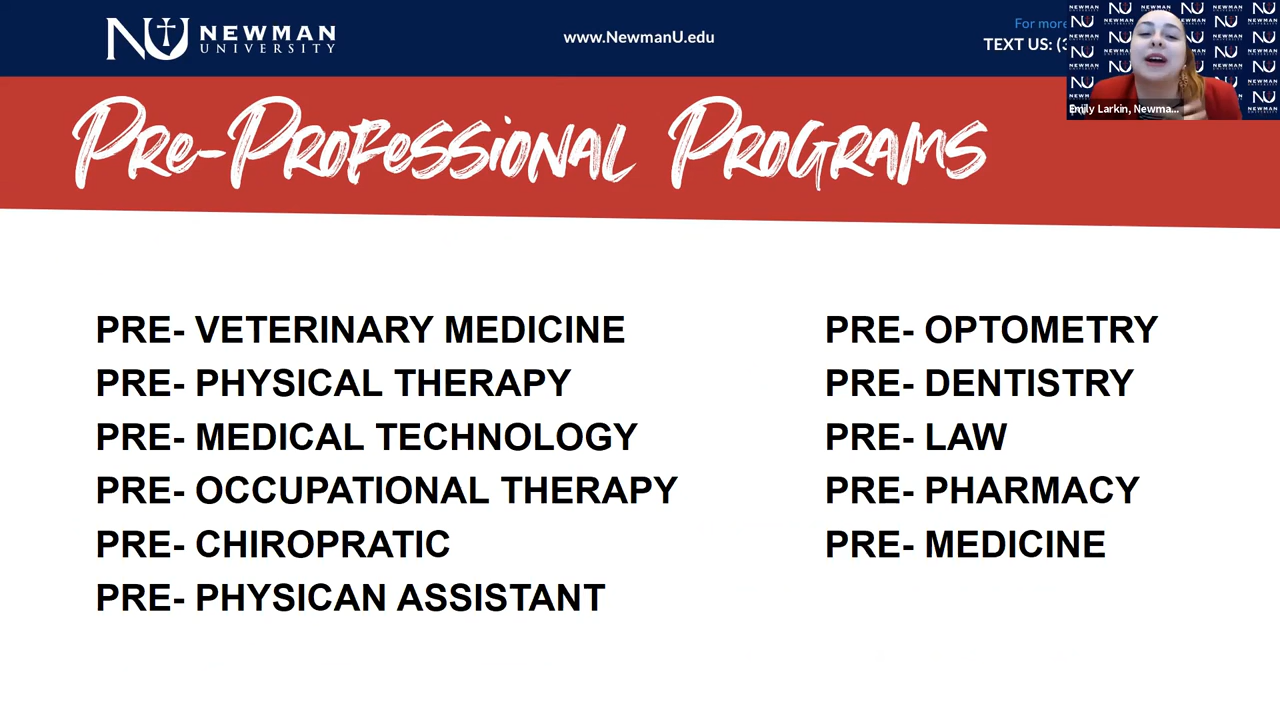 NU NEWMAN
UNIVERSITY
www.NewmanU.edu
For more
TEXT US: (
Emily Larkin, Newma...
Pre-Professional Programs
PRE- VETERINARY MEDICINE
PRE- PHYSICAL THERAPY
PRE- MEDICAL TECHNOLOGY
PRE- OCCUPATIONAL THERAPY
PRE- CHIROPRATIC
PRE- PHYSICAN ASSISTANT
PRE- OPTOMETRY
PRE- DENTISTRY
PRE- LAW
PRE- PHARMACY
PRE- MEDICINE